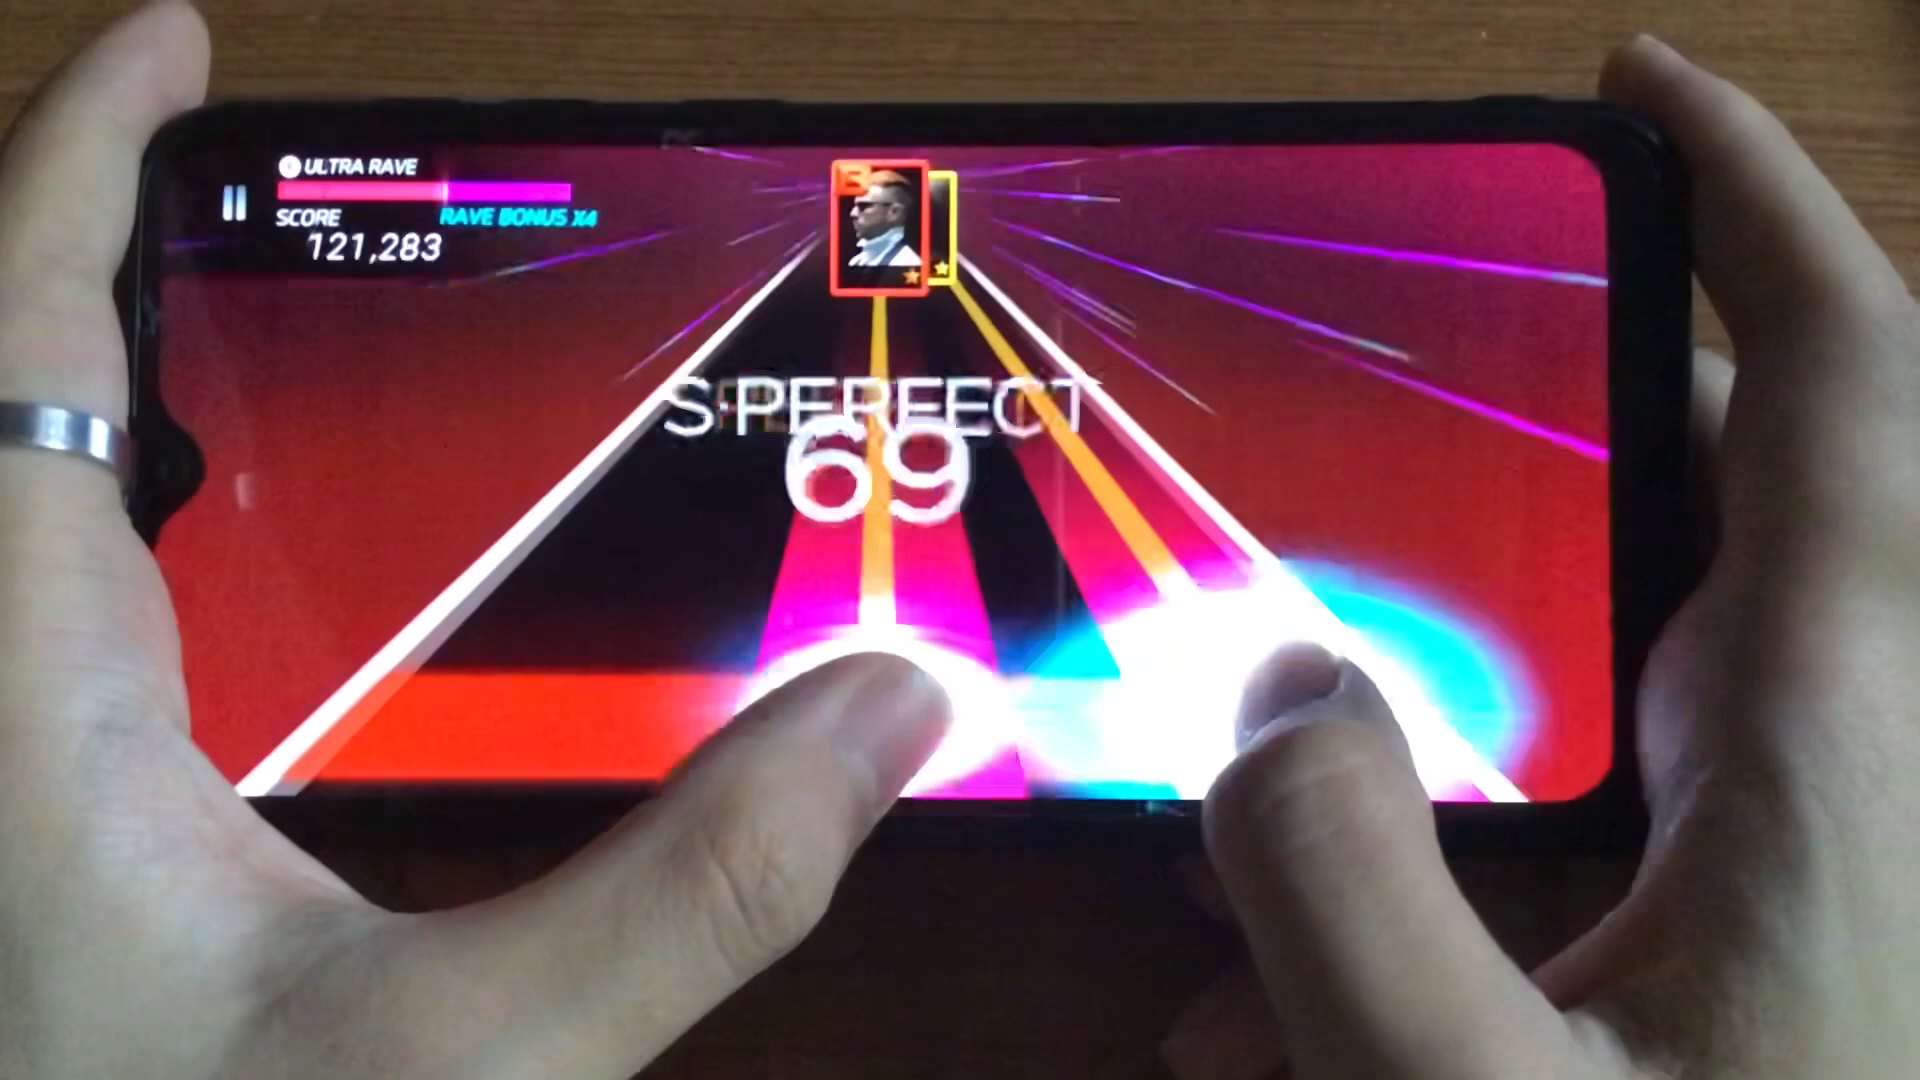 ULTRA RAVE
SCORE
RAVE BONUS X4
121,283
S·PERFECT
69